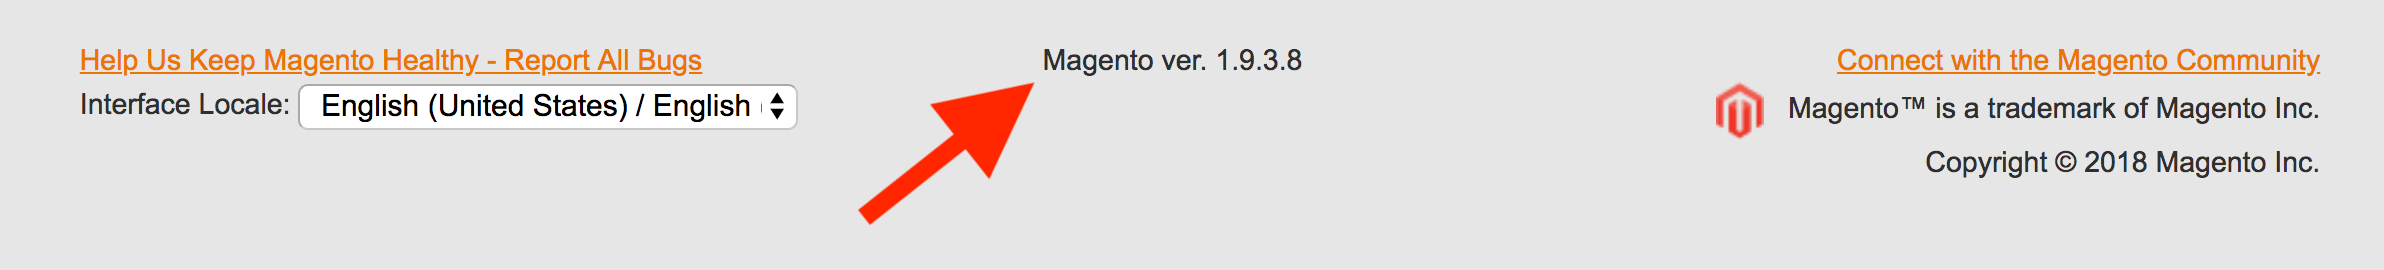 Help Us Keep Magento Healthy - Report All Bugs
Interface Locale: English (United States) / English
Magento ver. 1.9.3.8
Connect with the Magento Community
Magento™ is a trademark of Magento Inc.
Copyright © 2018 Magento Inc.